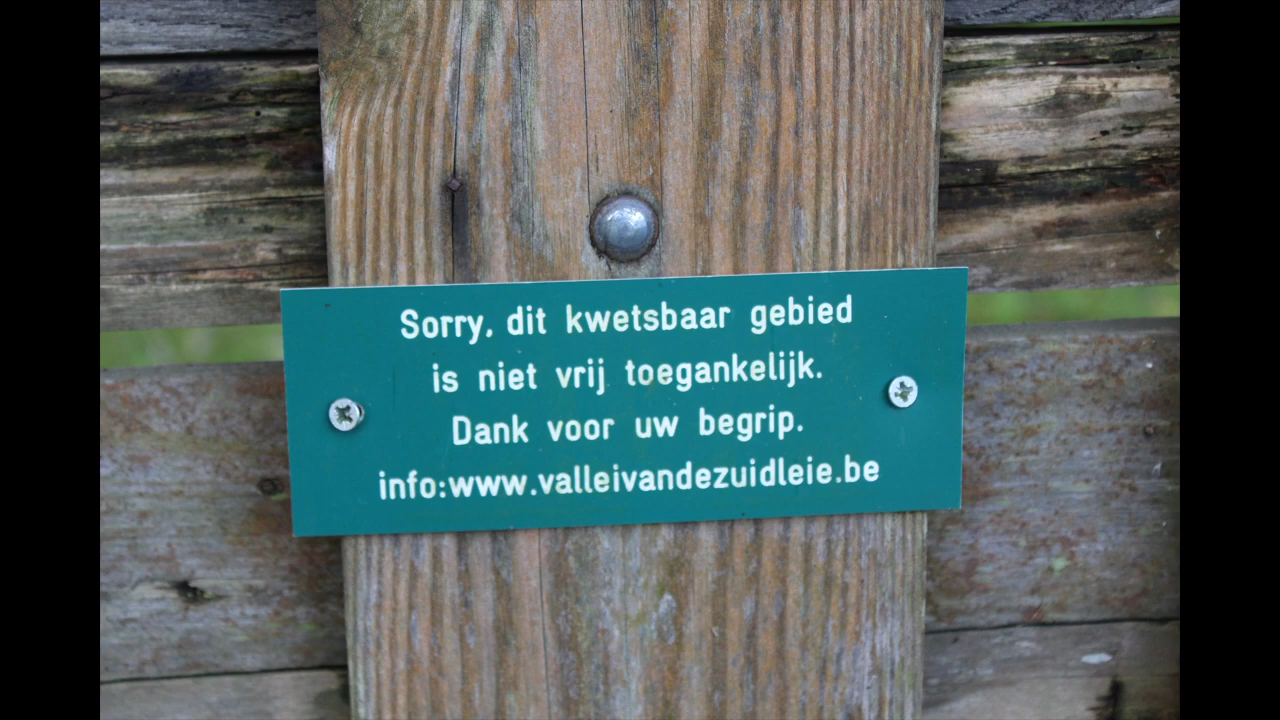 Sorry, dit kwetsbaar gebied
is niet vrij toegankelijk.
Dank voor uw begrip.
info:www.valleivandezuidleie.be